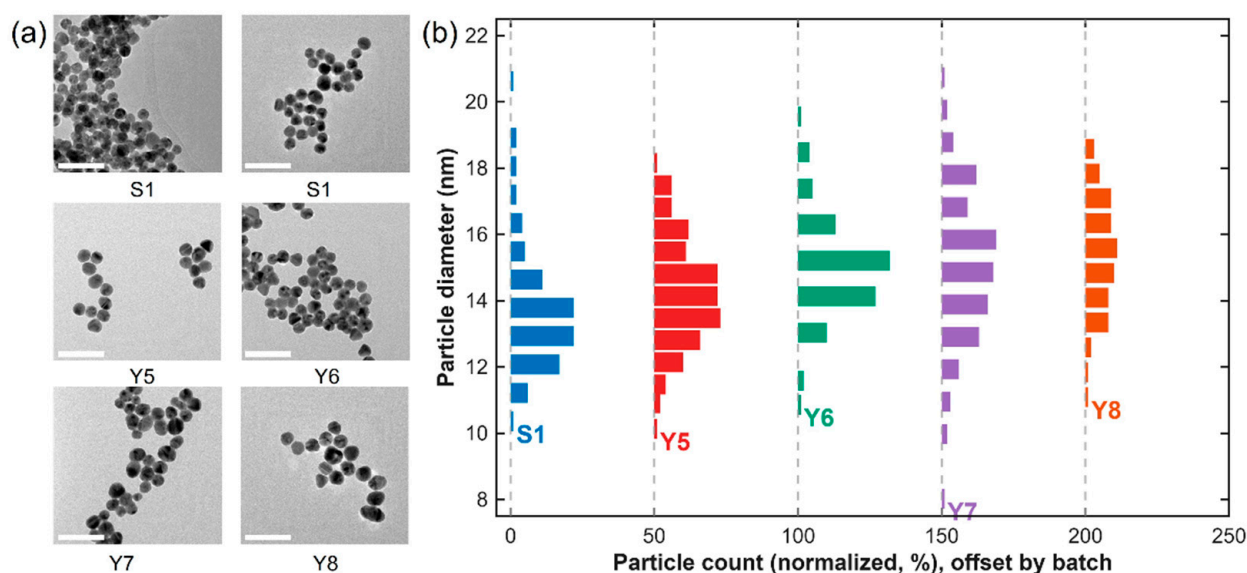 (a)
S1
S1
Y5
Y6
Y7
Y8
(b)
Particle diameter (nm)
22
20
18
16
14
12
10
8
S1
Y5
Y6
Y7
Y8
0
50
100
150
200
250
Particle count (normalized, %), offset by batch